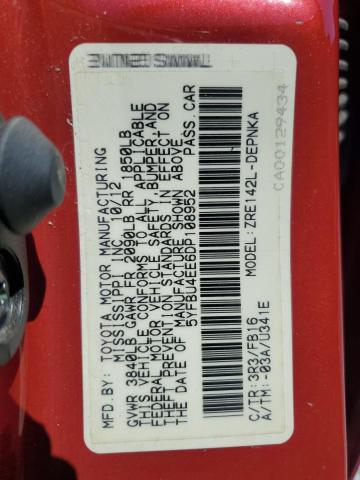 MFD.BY: TOYOTA MOTOR MANUFACTURING
MISSISSIPPI INC. 10/12
GVWR 3840LB GAWR FR 2090LB RR 1850LB
THIS VEHICLE CONFORMS TO ALL APPLICABLE
FEDERAL MOTOR VEHICLE SAFETY, BUMPER, AND
THEFT PREVENTION STANDARDS IN EFFECT ON
THE DATE OF MANUFACTURE SHOWN ABOVE.
5YFBU4EE6DP108952 PASS.CAR
MODEL:ZRE142L-DEPNKA
C/TR:3R3/FB16
A/TM:-03A/U341E
CA00129434